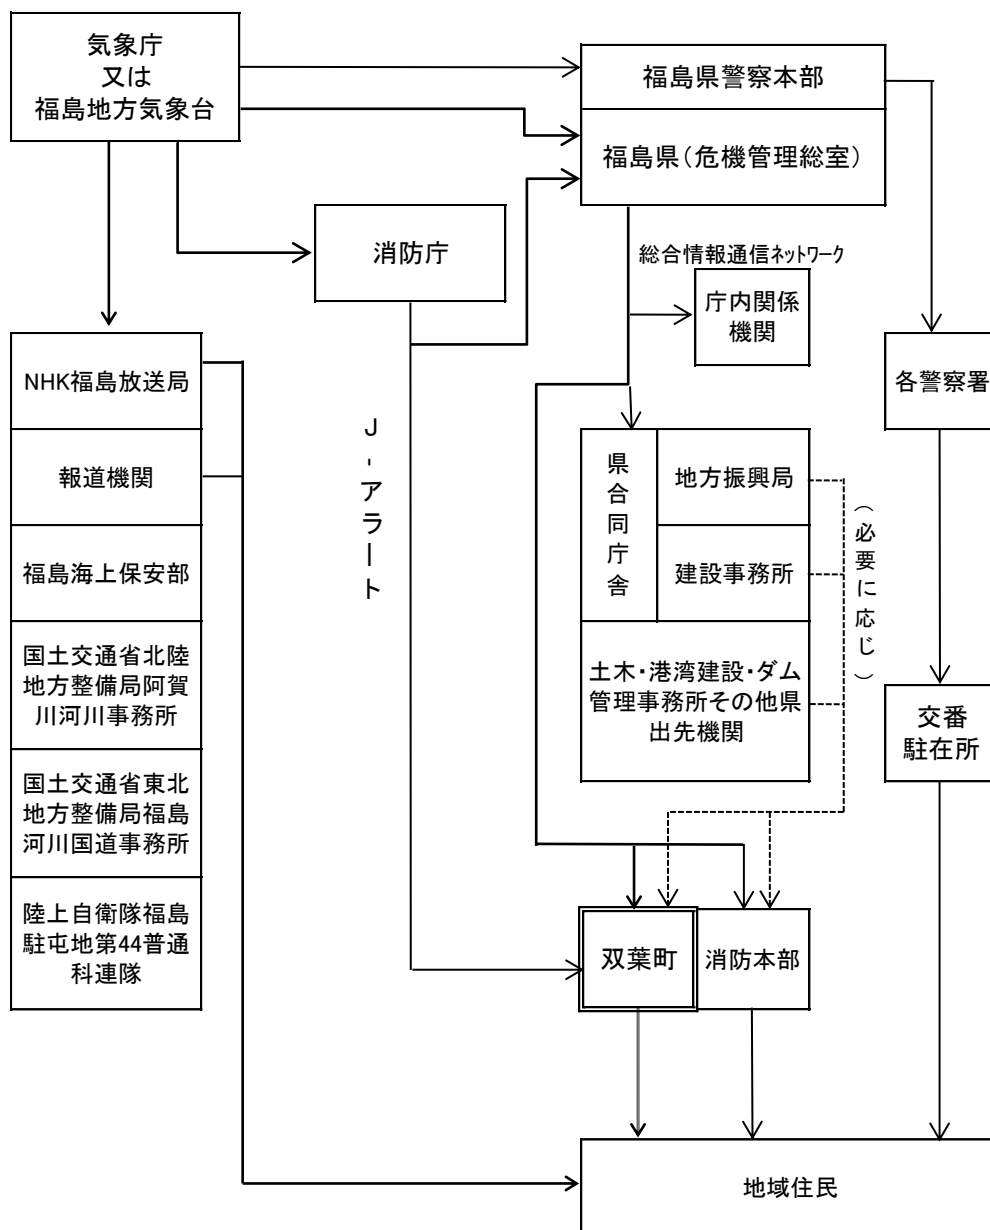 気象庁
又は
福島地方気象台
福島県警察本部
福島県(危機管理総室)
消防庁
総合情報通信ネットワーク
庁内関係
機関
NHK福島放送局
各警察署
J-アラート
報道機関
県合同庁舎
地方振興局
(必要に応じ)
福島海上保安部
建設事務所
国土交通省北陸
地方整備局阿賀
川河川事務所
土木・港湾建設・ダム
管理事務所その他県
出先機関
交番
駐在所
国土交通省東北
地方整備局福島
河川国道事務所
陸上自衛隊福島
駐屯地第44普通
科連隊
双葉町
消防本部
地域住民